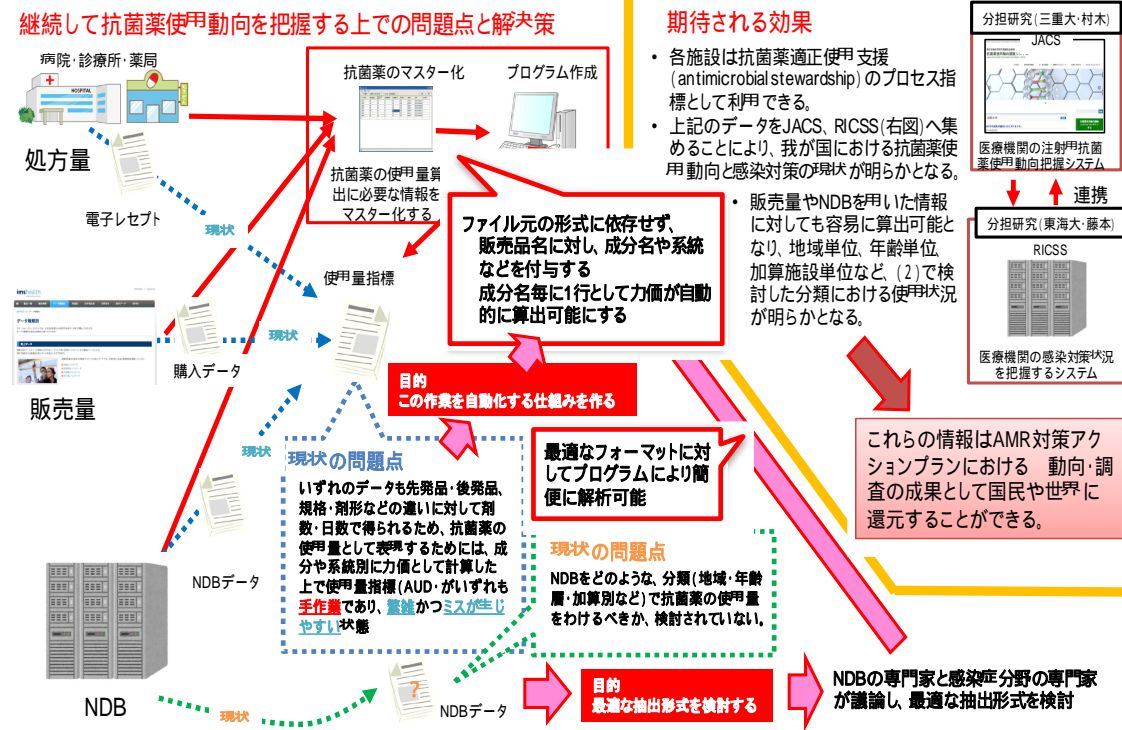 継続して抗菌薬使用動向を把握する上での問題点と解決策
病院・診療所・薬局
HOSPITAL
処方量
電子レセプト
現状
抗菌薬のマスター化
プログラム作成
抗菌薬の使用量算
出に必要な情報を
マスター化する
ファイル元の形式に依存せず、
販売品名に対し、成分名や系統
などを付与する
成分名毎に1行として力価が自動
的に算出可能にする
使用量指標
imshealth
データ種類別
購入データ
現状
販売量
目的
この作業を自動化する仕組みを作る
現状
現状の問題点
いずれのデータも先発品・後発品、
規格・剤形などの違いに対して剤
数・日数で得られるため、抗菌薬の
使用量として表現するためには、成
分や系統別に力価として計算した
上で使用量指標(AUD・がいずれも
手作業であり、繁雑かつミスが生じ
やすい状態
最適なフォーマットに対
してプログラムにより簡
便に解析可能
現状の問題点
NDBをどのような、分類(地域・年齢
層・加算別など)で抗菌薬の使用量
をわけるべきか、検討されていない。
NDBデータ
NDB
現状
?
NDBデータ
目的
最適な抽出形式を検討する
NDBの専門家と感染症分野の専門家
が議論し、最適な抽出形式を検討
期待される効果
• 各施設は抗菌薬適正使用支援
(antimicrobial stewardship) のプロセス指
標として利用できる。
• 上記のデータをJACS、RICSS(右図)へ集
めることにより、我が国における抗菌薬使
用動向と感染対策の現状が明らかとなる。
• 販売量やNDBを用いた情報
に対しても容易に算出可能と
なり、地域単位、年齢単位、
加算施設単位など、(2)で検
討した分類における使用状況
が明らかとなる。
分担研究(三重大・村木)
JACS
医療機関の注射用抗菌
薬使用動向把握システム
連携
分担研究(東海大・藤本)
RICSS
医療機関の感染対策状況
を把握するシステム
これらの情報はAMR対策アク
ションプランにおける 動向・調
査の成果として国民や世界に
還元することができる。